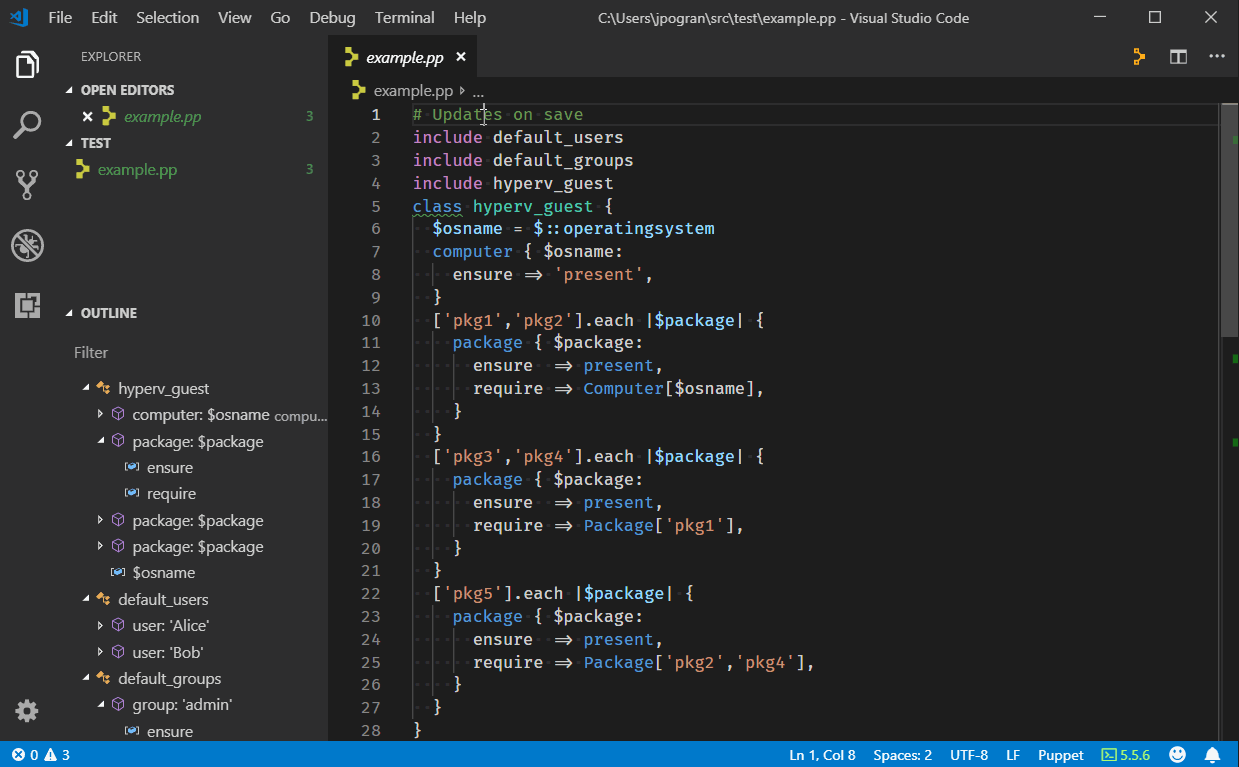 File Edit Selection View Go Debug Terminal Help C:\Users\jpogran\src\test\example.pp - Visual Studio Code
EXPLORER
OPEN EDITORS
example.pp 3
TEST
example.pp 3
OUTLINE
Filter
hyperv_guest
computer: $osname compu...
package: $package
ensure
require
package: $package
package: $package
$osname
default_users
user: 'Alice'
user: 'Bob'
default_groups
group: 'admin'
ensure
example.pp
example.pp ...
1 # Updates on save
2 include default_users
3 include default_groups
4 include hyperv_guest
5 class hyperv_guest {
6 $osname = $::operatingsystem
7 computer { $osname:
8 ensure => 'present',
9 }
10 ['pkg1','pkg2'].each |$package| {
11 package { $package:
12 ensure => present,
13 require => Computer[$osname],
14 }
15 }
16 ['pkg3','pkg4'].each |$package| {
17 package { $package:
18 ensure => present,
19 require => Package['pkg1'],
20 }
21 }
22 ['pkg5'].each |$package| {
23 package { $package:
24 ensure => present,
25 require => Package['pkg2','pkg4'],
26 }
27 }
28 }
0 3 Ln 1, Col 8 Spaces: 2 UTF-8 LF Puppet 5.5.6